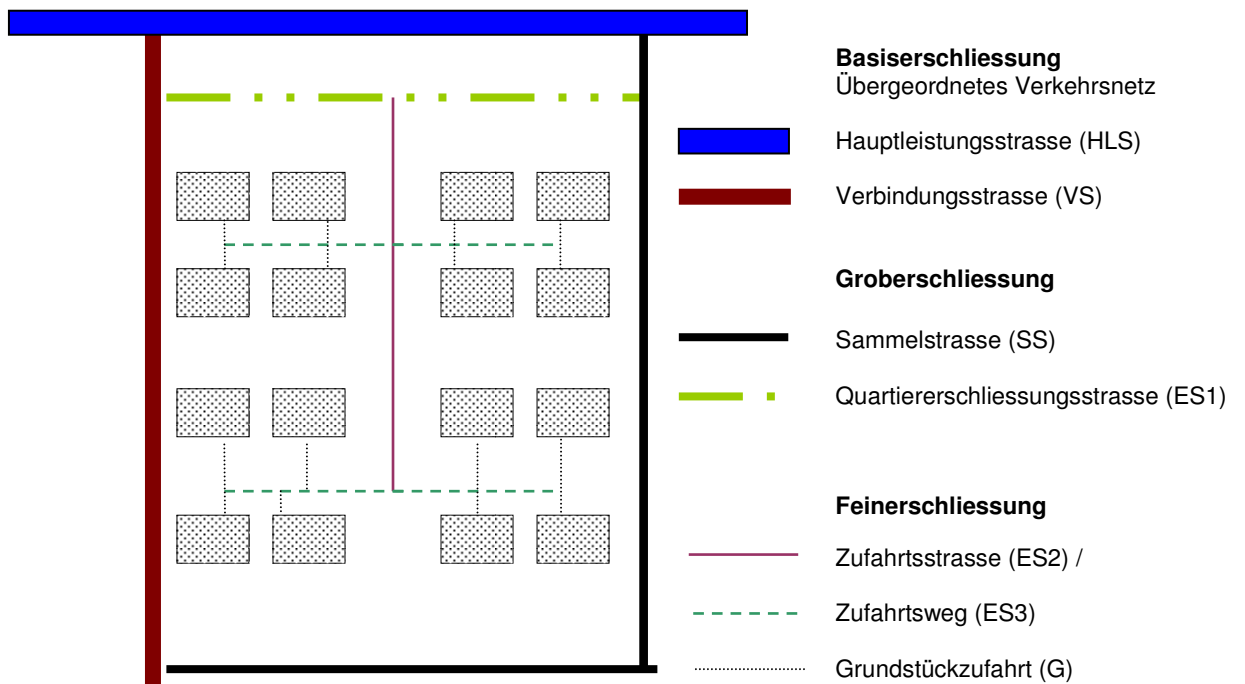 Basiserschliessung
Übergeordnetes Verkehrsnetz
Hauptleistungsstrasse (HLS)
Verbindungsstrasse (VS)
Groberschliessung
Sammelstrasse (SS)
Quartiererschliessungsstrasse (ES1)
Feinerschliessung
Zufahrtsstrasse (ES2) /
Zufahrtsweg (ES3)
Grundstückzufahrt (G)